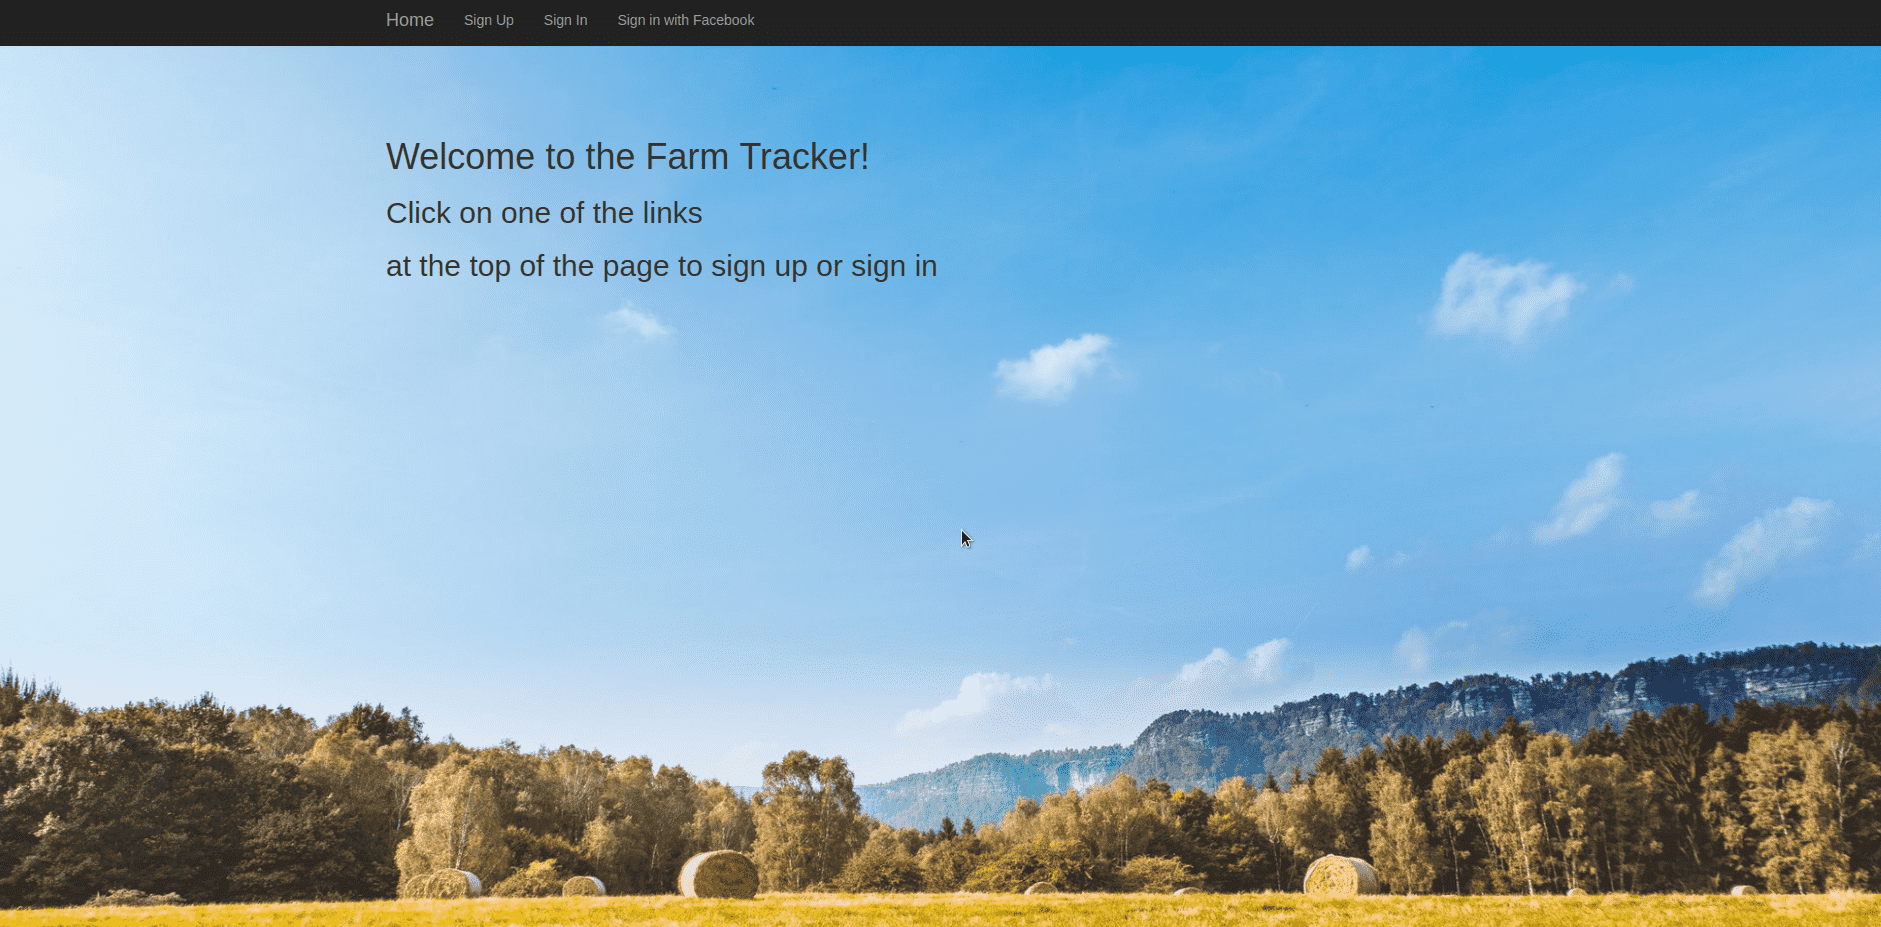 Home Sign Up Sign In Sign in with Facebook
Welcome to the Farm Tracker!
Click on one of the links
at the top of the page to sign up or sign in